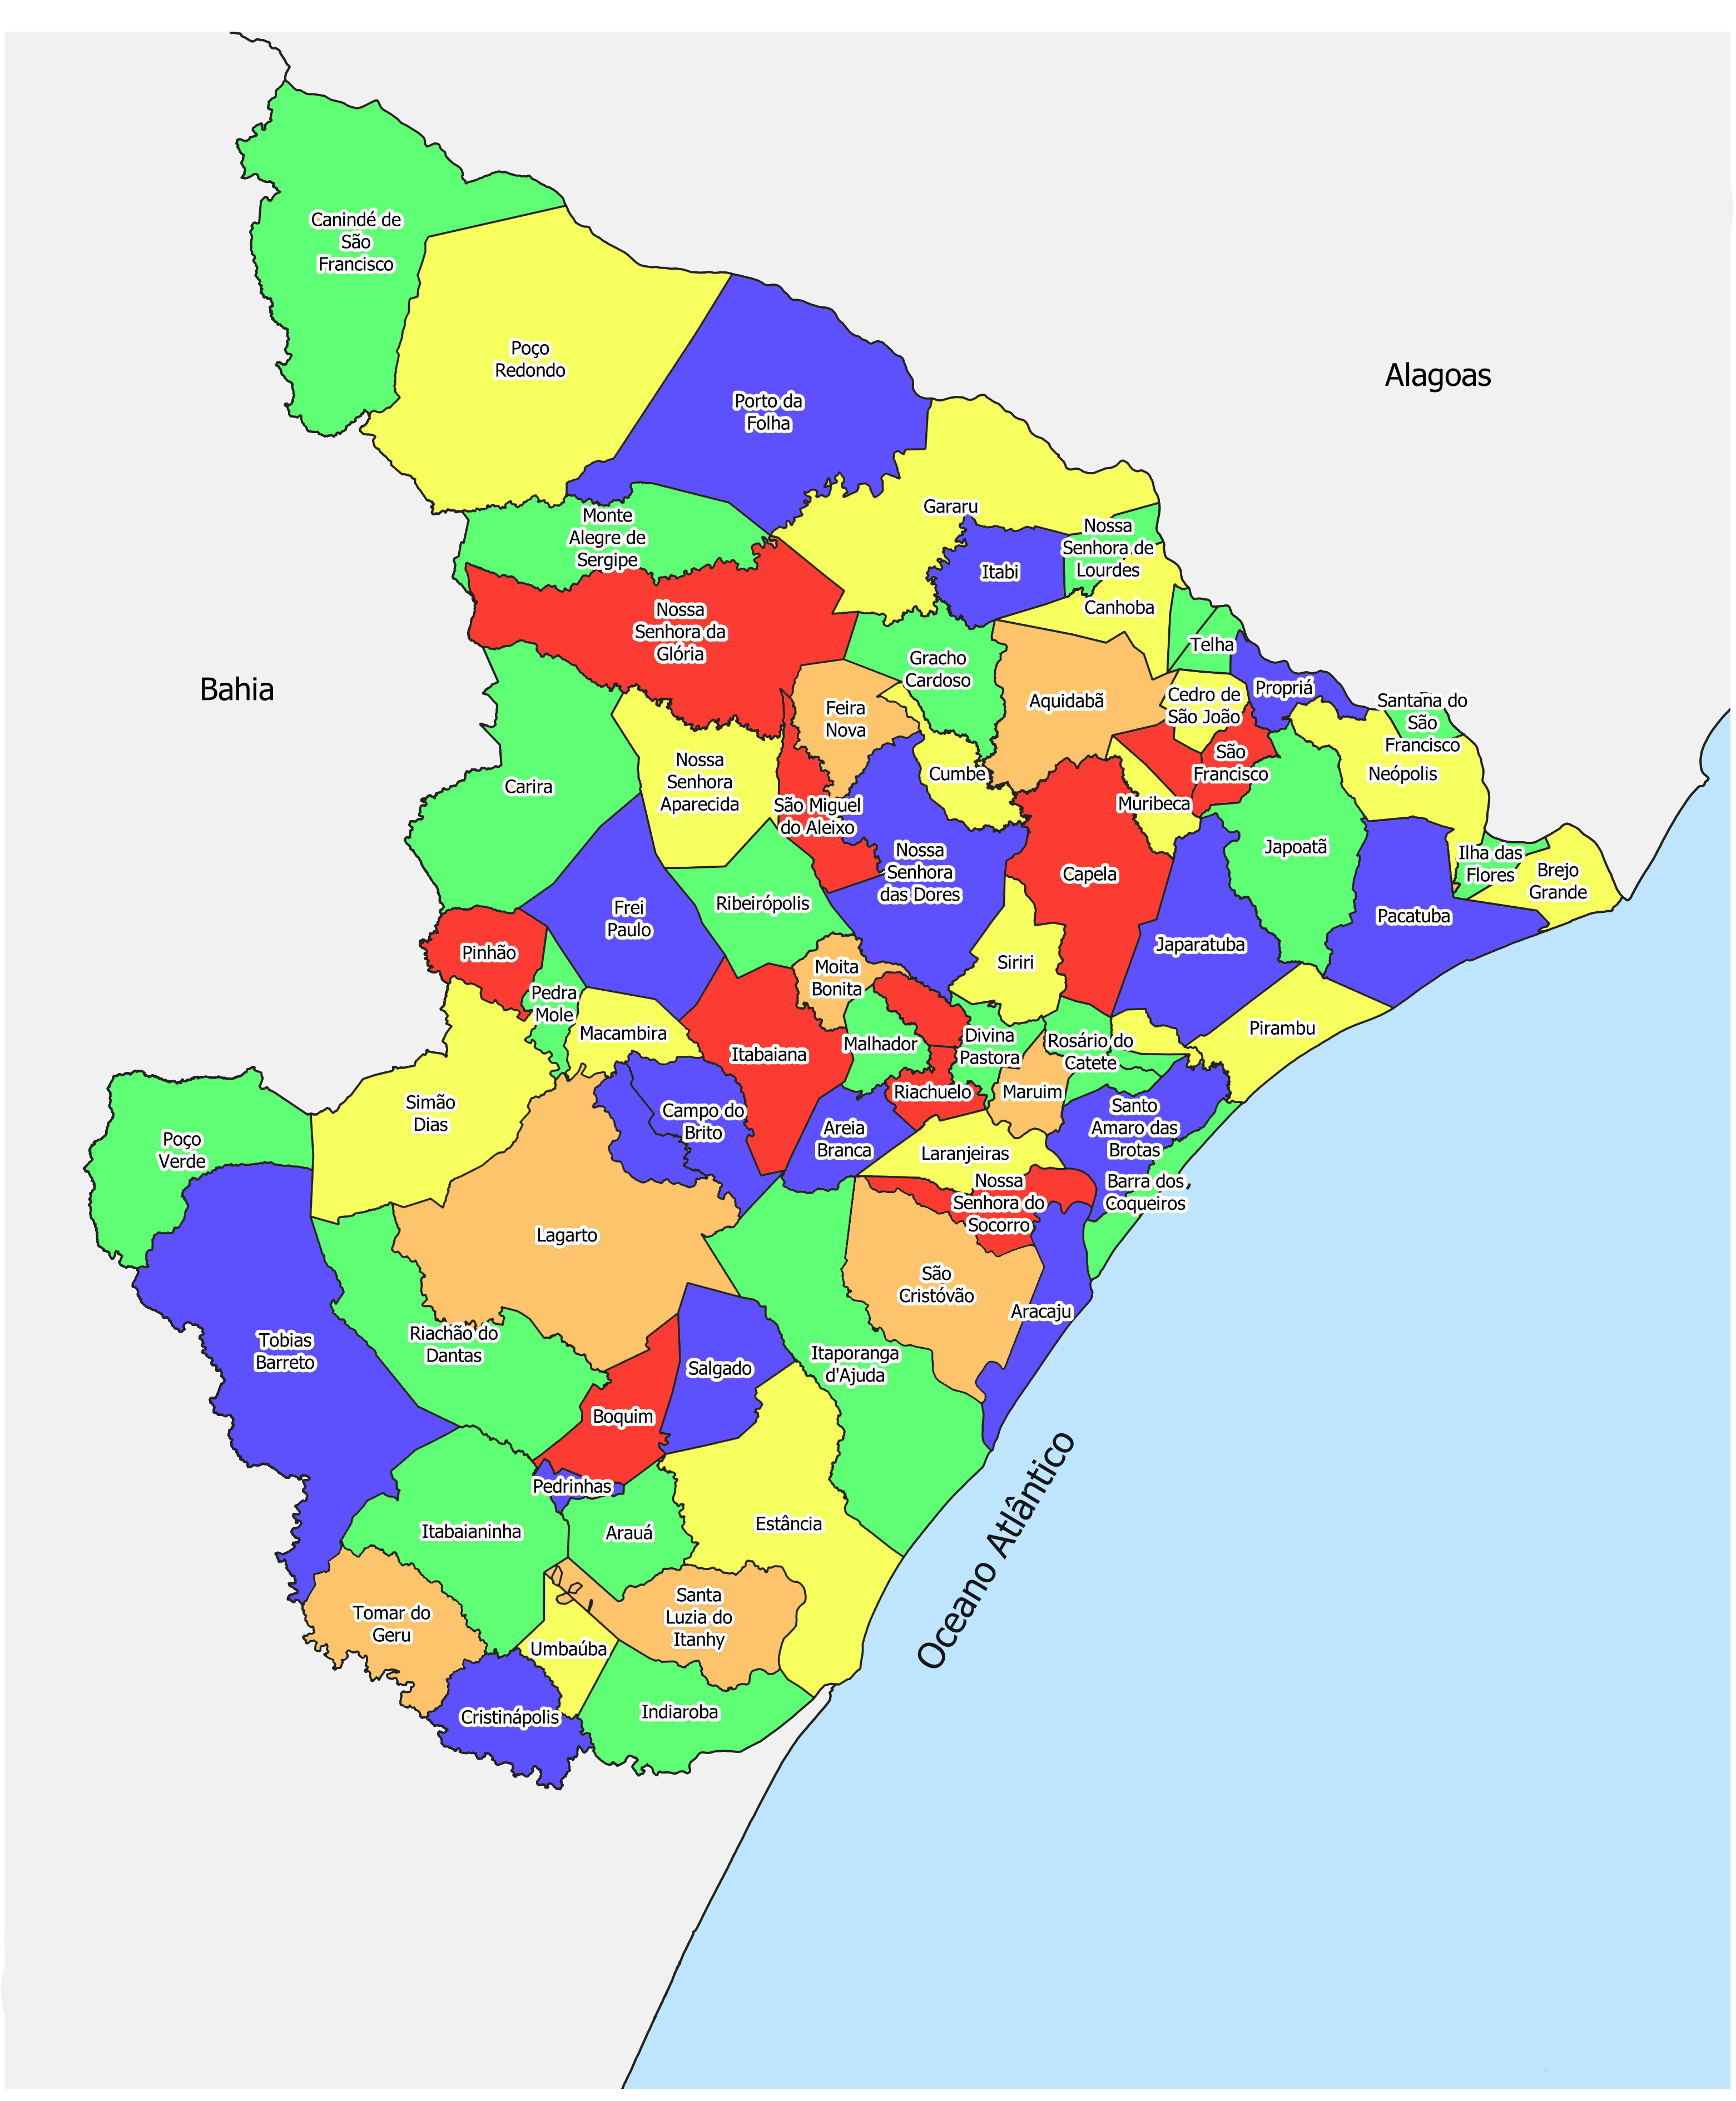 Canindé de
São
Francisco
Poço
Redondo
Porto da
Folha
Alagoas
Monte
Alegre de
Sergipe
Gararu
Nossa
Senhora de
Lourdes
Itabi
Canhoba
Nossa
Senhora da
Glória
Telha
Gracho
Cardoso
Bahia
Aquidabã
Cedro de
São João
Propriá
Santana do
São
Francisco
Feira
Nova
Nossa
Senhora
Aparecida
Cumbe
São
Francisco
Neópolis
Carira
São Miguel
do Aleixo
Muribeca
Japoatã
Nossa
Senhora
das Dores
Capela
Ilha das
Flores
Brejo
Grande
Ribeirópolis
Frei
Paulo
Pacatuba
Japaratuba
Pinhão
Siriri
Moita
Bonita
Pedra
Mole
Macambira
Itabaiana
Malhador
Divina
Pastora
Rosário do
Catete
Pirambu
Riachuelo
Maruim
Simão
Dias
Campo do
Brito
Areia
Branca
Santo
Amaro das
Brotas
Poço
Verde
Laranjeiras
Nossa
Senhora do
Socorro
Barra dos
Coqueiros
Lagarto
São
Cristóvão
Aracaju
Tobias
Barreto
Riachão do
Dantas
Salgado
Itaporanga
d'Ajuda
Boquim
Pedrinhas
Itabaianinha
Arauá
Estância
Oceano Atlântico
Tomar do
Geru
Santa
Luzia do
Itanhy
Umbaúba
Cristinápolis
Indiaroba